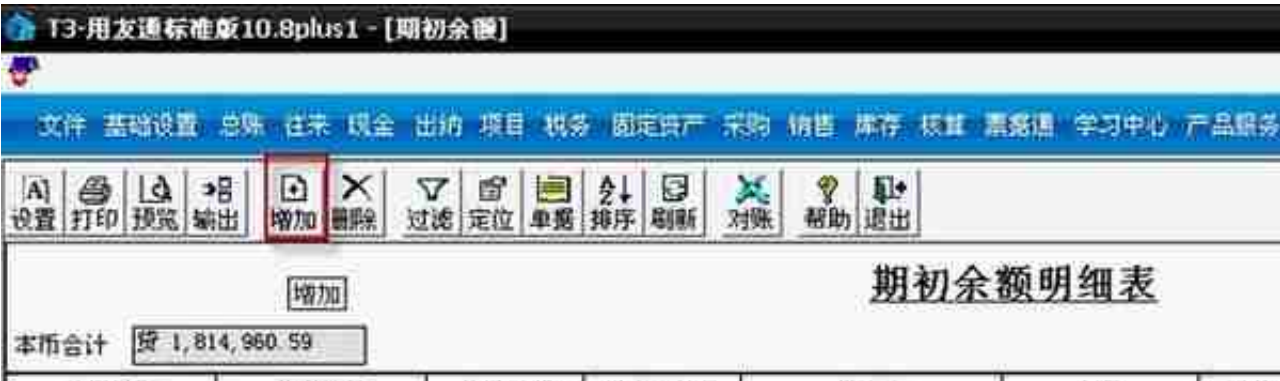 T3-用友通标准版10.8plus1 - [期初余额]
文件 基础设置 总账 往来 现金 出纳 项目 税务 固定资产 采购 销售 库存 核算 票据通 学习中心 产品服务
设置 打印 预览 输出 增加 删除 过滤 定位 单据 排序 刷新 对账 帮助 退出
期初余额明细表
增加
本币合计 贷 1,814,960.59